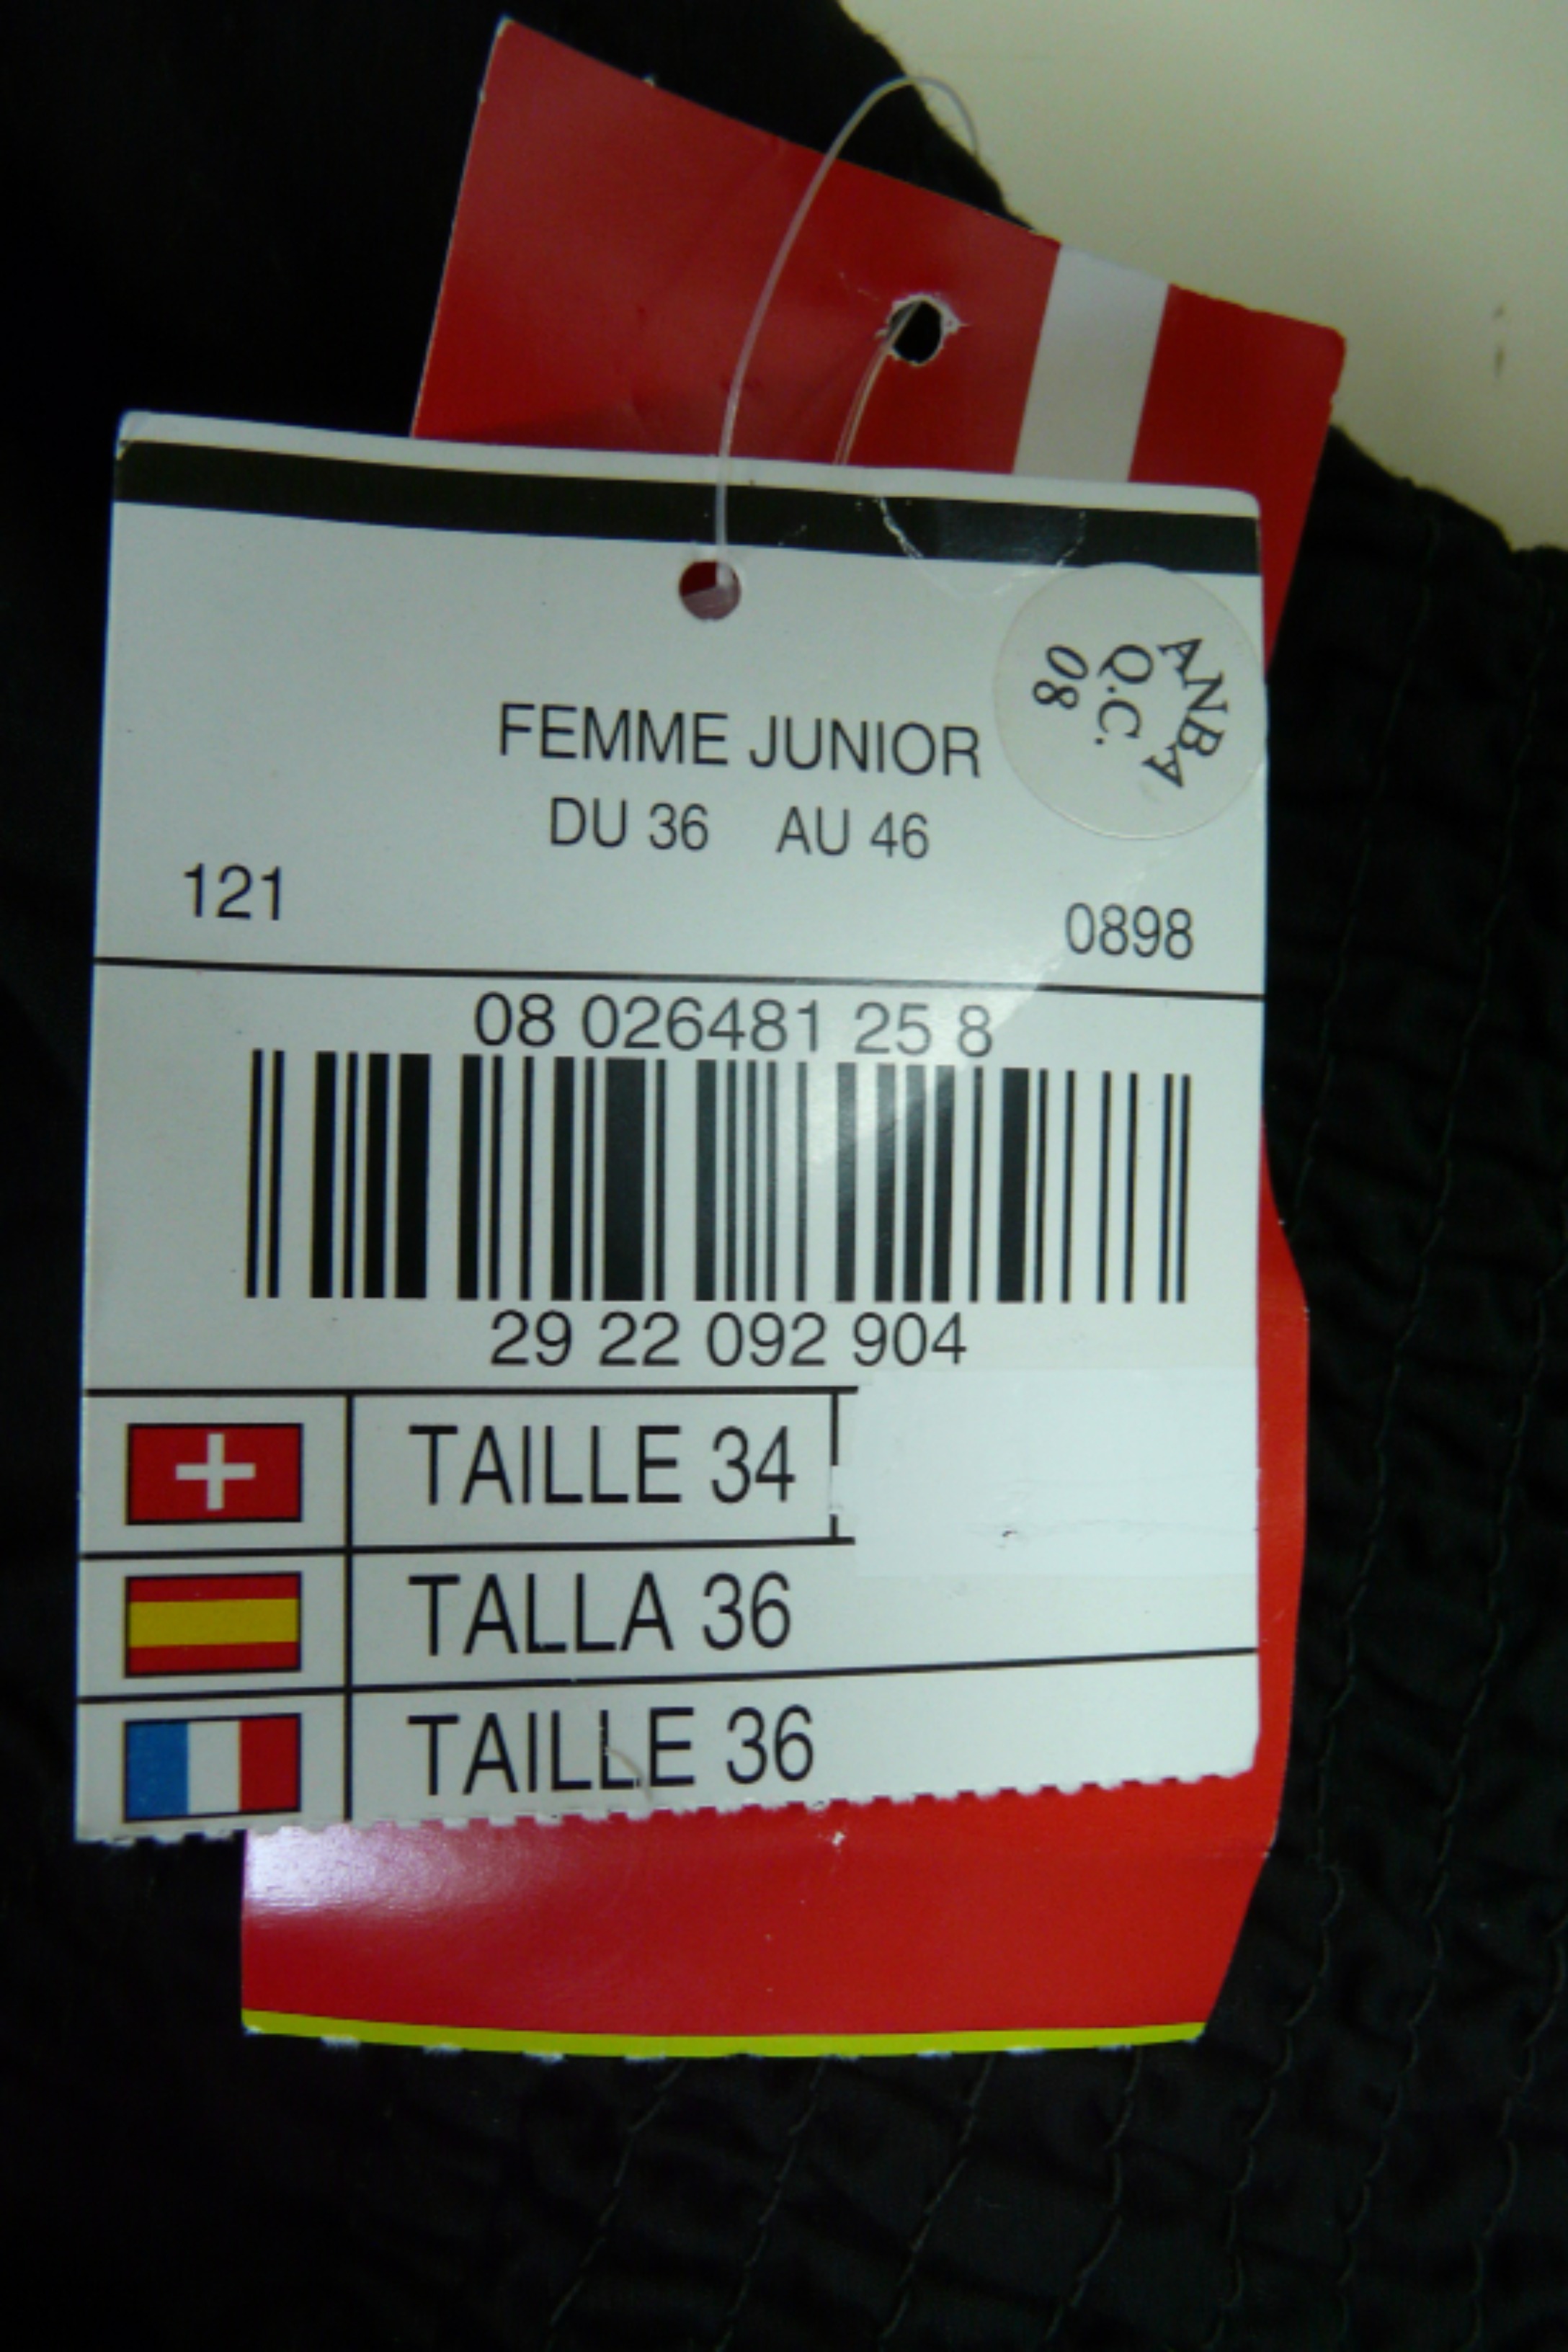 ANBA
Q.C.
08
FEMME JUNIOR
DU 36 AU 46
121
0898
08 026481 25 8
29 22 092 904
TAILLE 34
TALLA 36
TAILLE 36